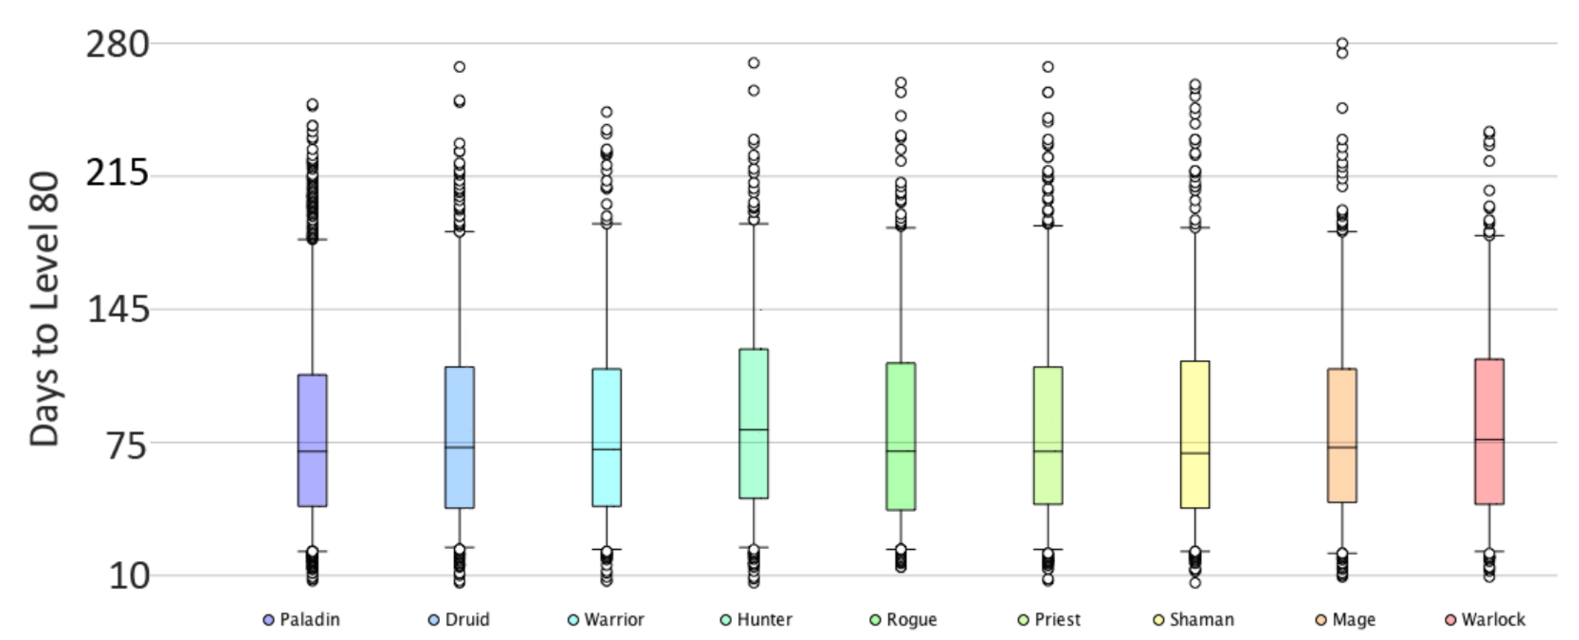 280
215
145
75
10
Days to Level 80
Paladin
Druid
Warrior
Hunter
Rogue
Priest
Shaman
Mage
Warlock